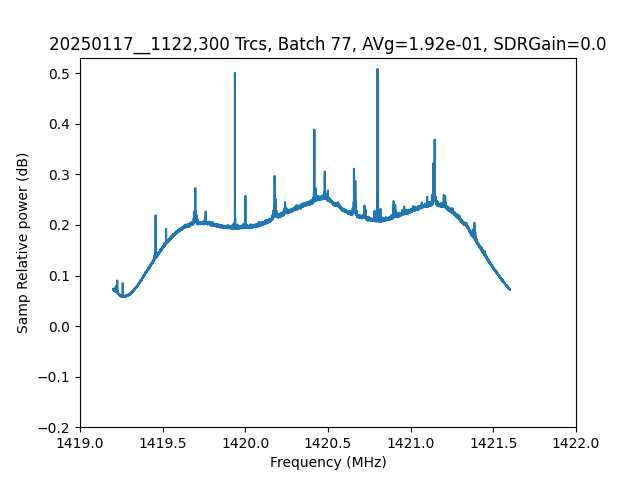 20250117__1122,300 Trcs, Batch 77, AVg=1.92e-01, SDRGain=0.0
Samp Relative power (dB)
0.5
0.4
0.3
0.2
0.1
0.0
−0.1
−0.2
1419.0 1419.5 1420.0 1420.5 1421.0 1421.5 1422.0
Frequency (MHz)